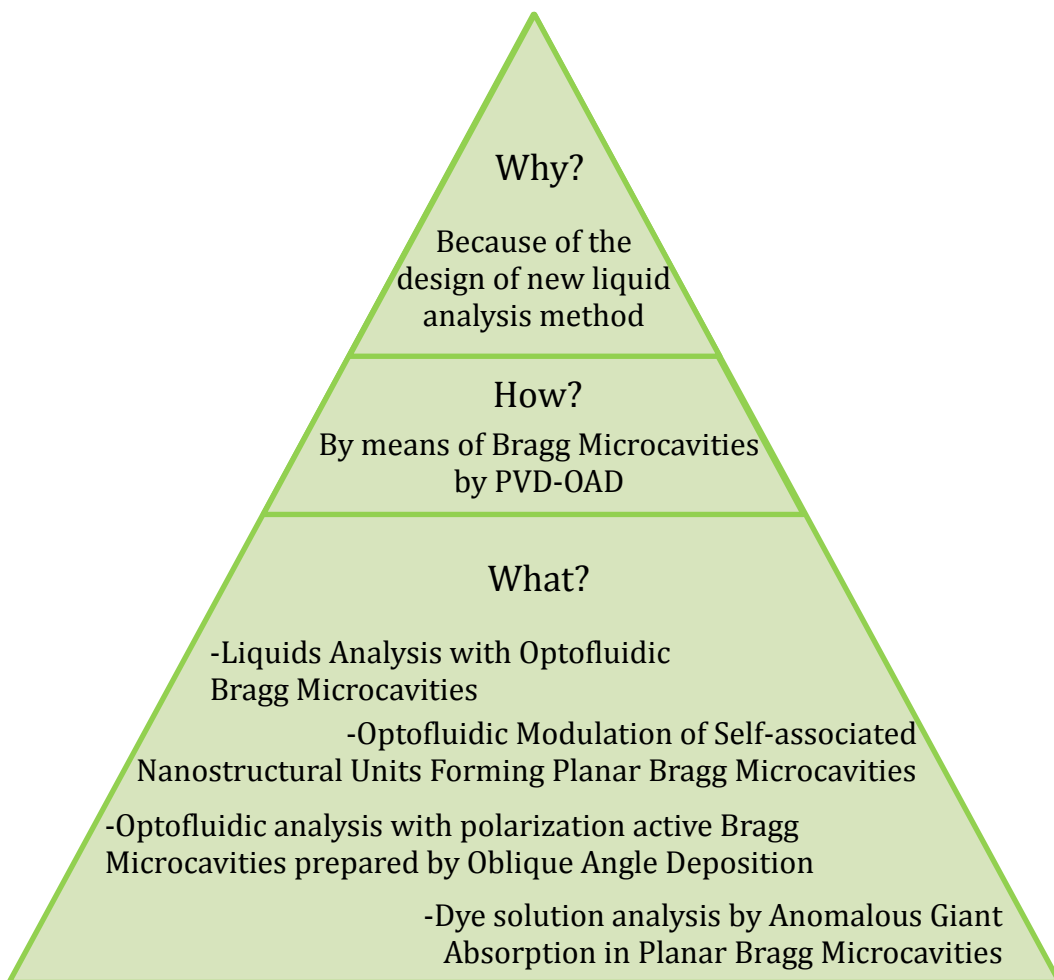 Why?
Because of the
design of new liquid
analysis method
How?
By means of Bragg Microcavities
by PVD-OAD
What?
-Liquids Analysis with Optofluidic
Bragg Microcavities
-Optofluidic Modulation of Self-associated
Nanostructural Units Forming Planar Bragg Microcavities
-Optofluidic analysis with polarization active Bragg
Microcavities prepared by Oblique Angle Deposition
-Dye solution analysis by Anomalous Giant
Absorption in Planar Bragg Microcavities